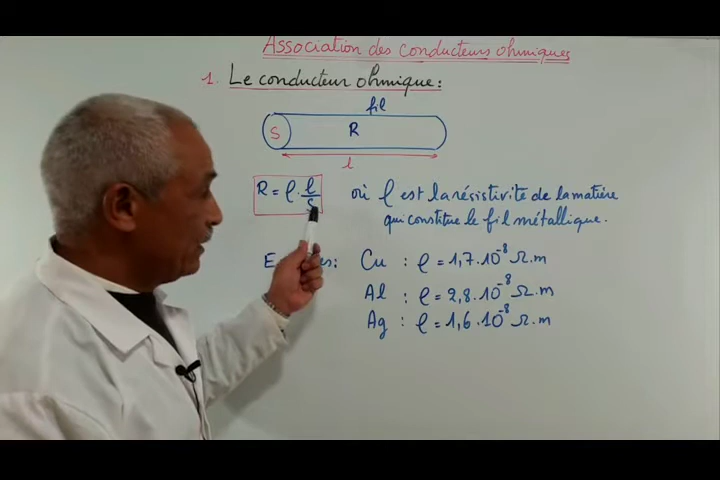 Association des conducteurs ohmiques
1. Le conducteur ohmique:
fil
S R
l
R = ρ . l/S où ρ est la résistivité de la matière
qui constitue le fil métallique.
Cu : ρ = 1,7.10⁻⁸ Ω.m
Al : ρ = 2,8.10⁻⁸ Ω.m
Ag : ρ = 1,6.10⁻⁸ Ω.m